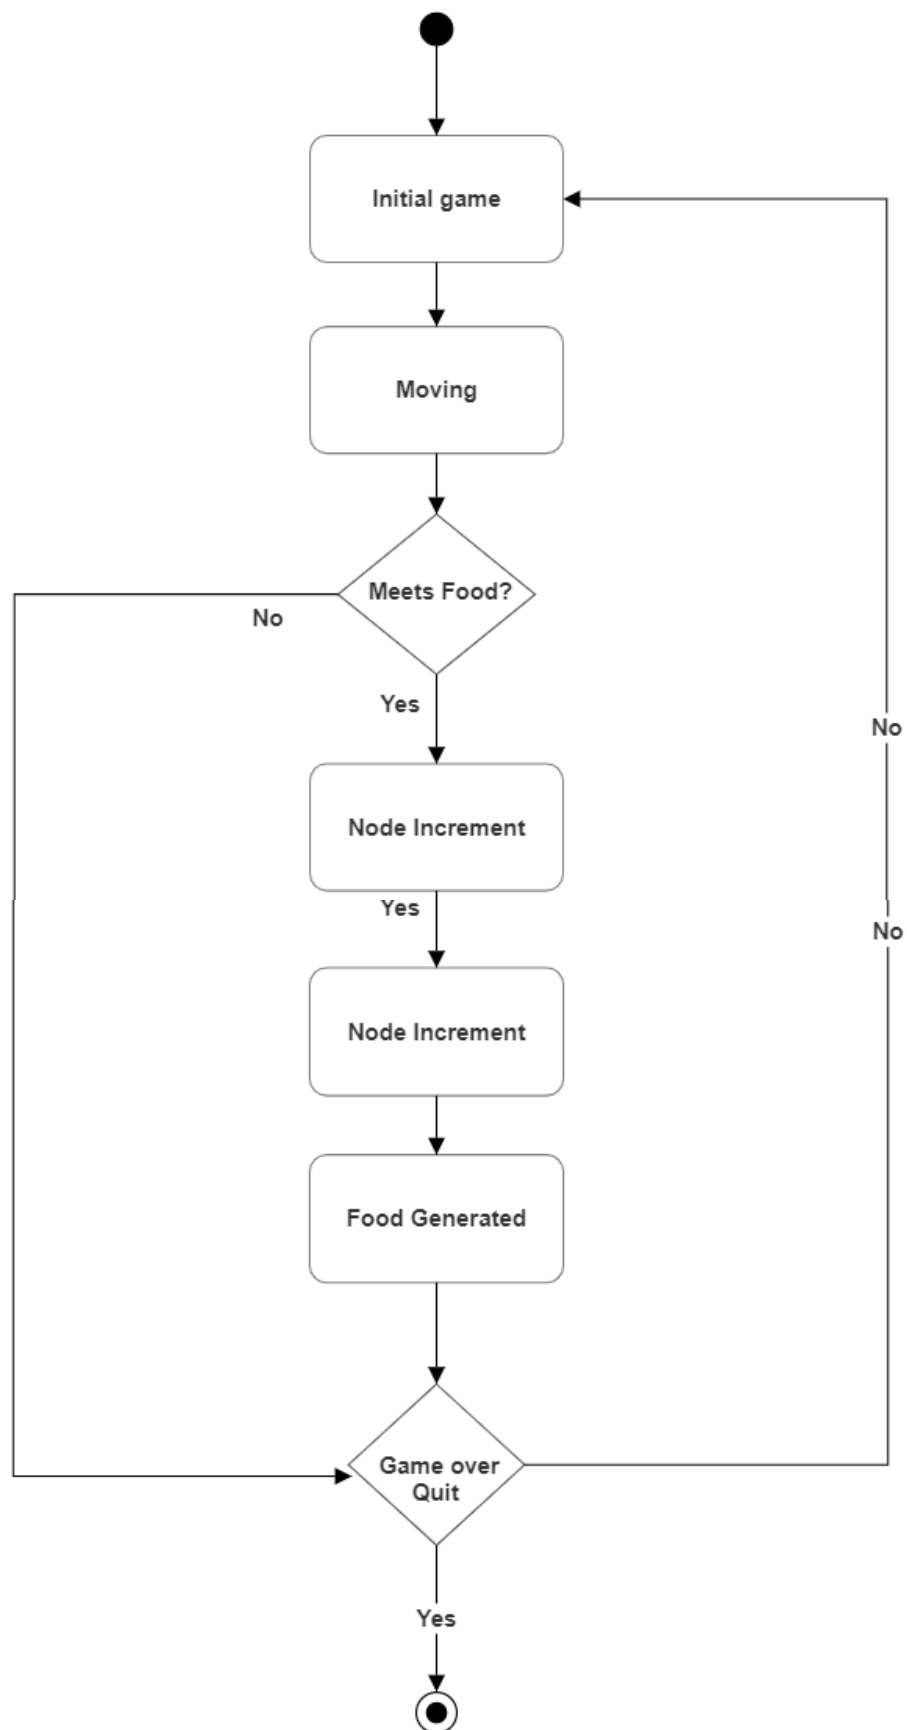 Initial game
Moving
Meets Food?
No
Yes
No
Node Increment
Yes
No
Node Increment
Food Generated
Game over
Quit
Yes